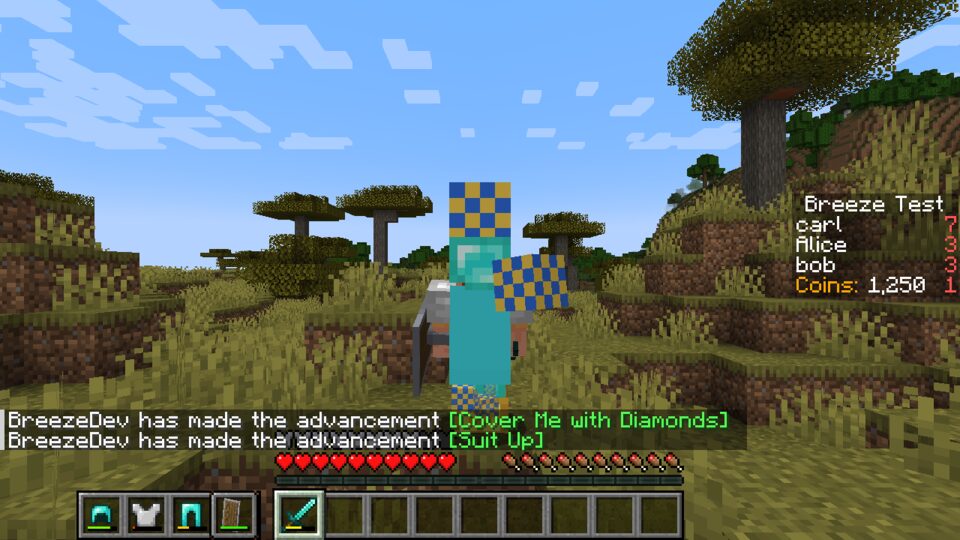 Breeze Test
carl 7
Alice 3
bob 3
Coins: 1,250 1
BreezeDev has made the advancement [Cover Me with Diamonds]
BreezeDev has made the advancement [Suit Up]